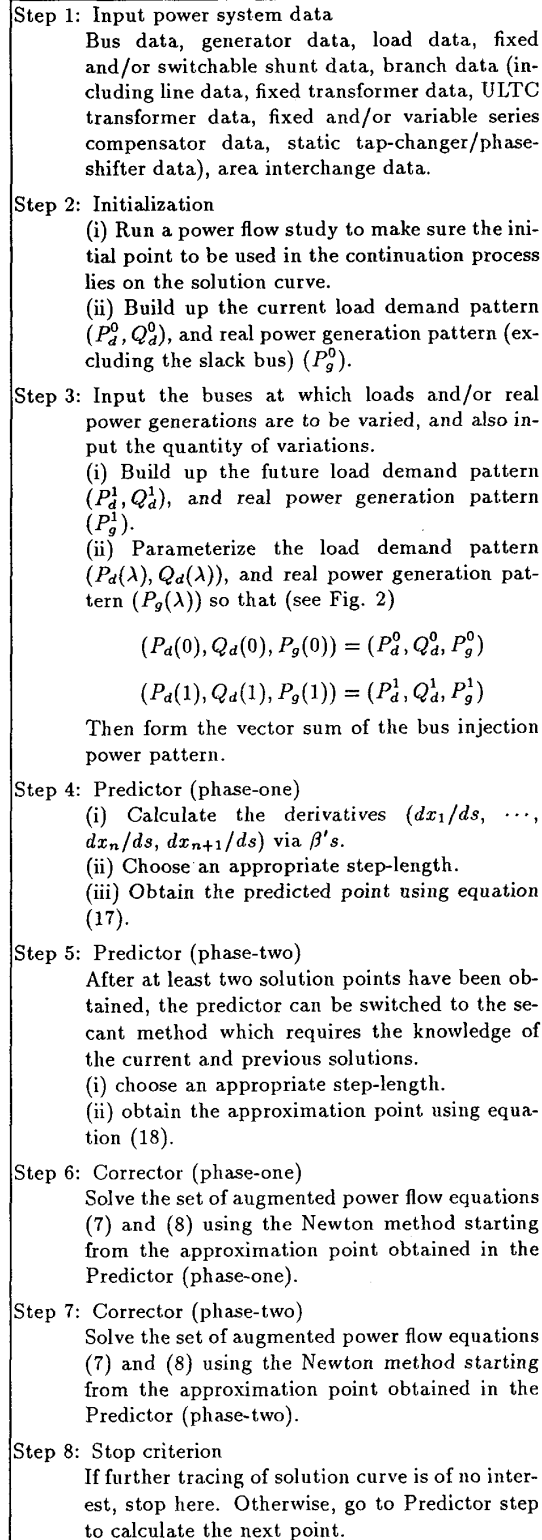 Step 1: Input power system data
Bus data, generator data, load data, fixed
and/or switchable shunt data, branch data (in-
cluding line data, fixed transformer data, ULTC
transformer data, fixed and/or variable series
compensator data, static tap-changer/phase-
shifter data), area interchange data.
Step 2: Initialization
(i) Run a power flow study to make sure the ini-
tial point to be used in the continuation process
lies on the solution curve.
(ii) Build up the current load demand pattern
(P_d^0, Q_d^0), and real power generation pattern (ex-
cluding the slack bus) (P_g^0).
Step 3: Input the buses at which loads and/or real
power generations are to be varied, and also in-
put the quantity of variations.
(i) Build up the future load demand pattern
(P_d^1, Q_d^1), and real power generation pattern
(P_g^1).
(ii) Parameterize the load demand pattern
(P_d(λ), Q_d(λ)), and real power generation pat-
tern (P_g(λ)) so that (see Fig. 2)
(P_d(0), Q_d(0), P_g(0)) = (P_d^0, Q_d^0, P_g^0)
(P_d(1), Q_d(1), P_g(1)) = (P_d^1, Q_d^1, P_g^1)
Then form the vector sum of the bus injection
power pattern.
Step 4: Predictor (phase-one)
(i) Calculate the derivatives (dx_1/ds, ⋯,
dx_n/ds, dx_{n+1}/ds) via β's.
(ii) Choose an appropriate step-length.
(iii) Obtain the predicted point using equation
(17).
Step 5: Predictor (phase-two)
After at least two solution points have been ob-
tained, the predictor can be switched to the se-
cant method which requires the knowledge of
the current and previous solutions.
(i) choose an appropriate step-length.
(ii) obtain the approximation point using equa-
tion (18).
Step 6: Corrector (phase-one)
Solve the set of augmented power flow equations
(7) and (8) using the Newton method starting
from the approximation point obtained in the
Predictor (phase-one).
Step 7: Corrector (phase-two)
Solve the set of augmented power flow equations
(7) and (8) using the Newton method starting
from the approximation point obtained in the
Predictor (phase-two).
Step 8: Stop criterion
If further tracing of solution curve is of no inter-
est, stop here. Otherwise, go to Predictor step
to calculate the next point.